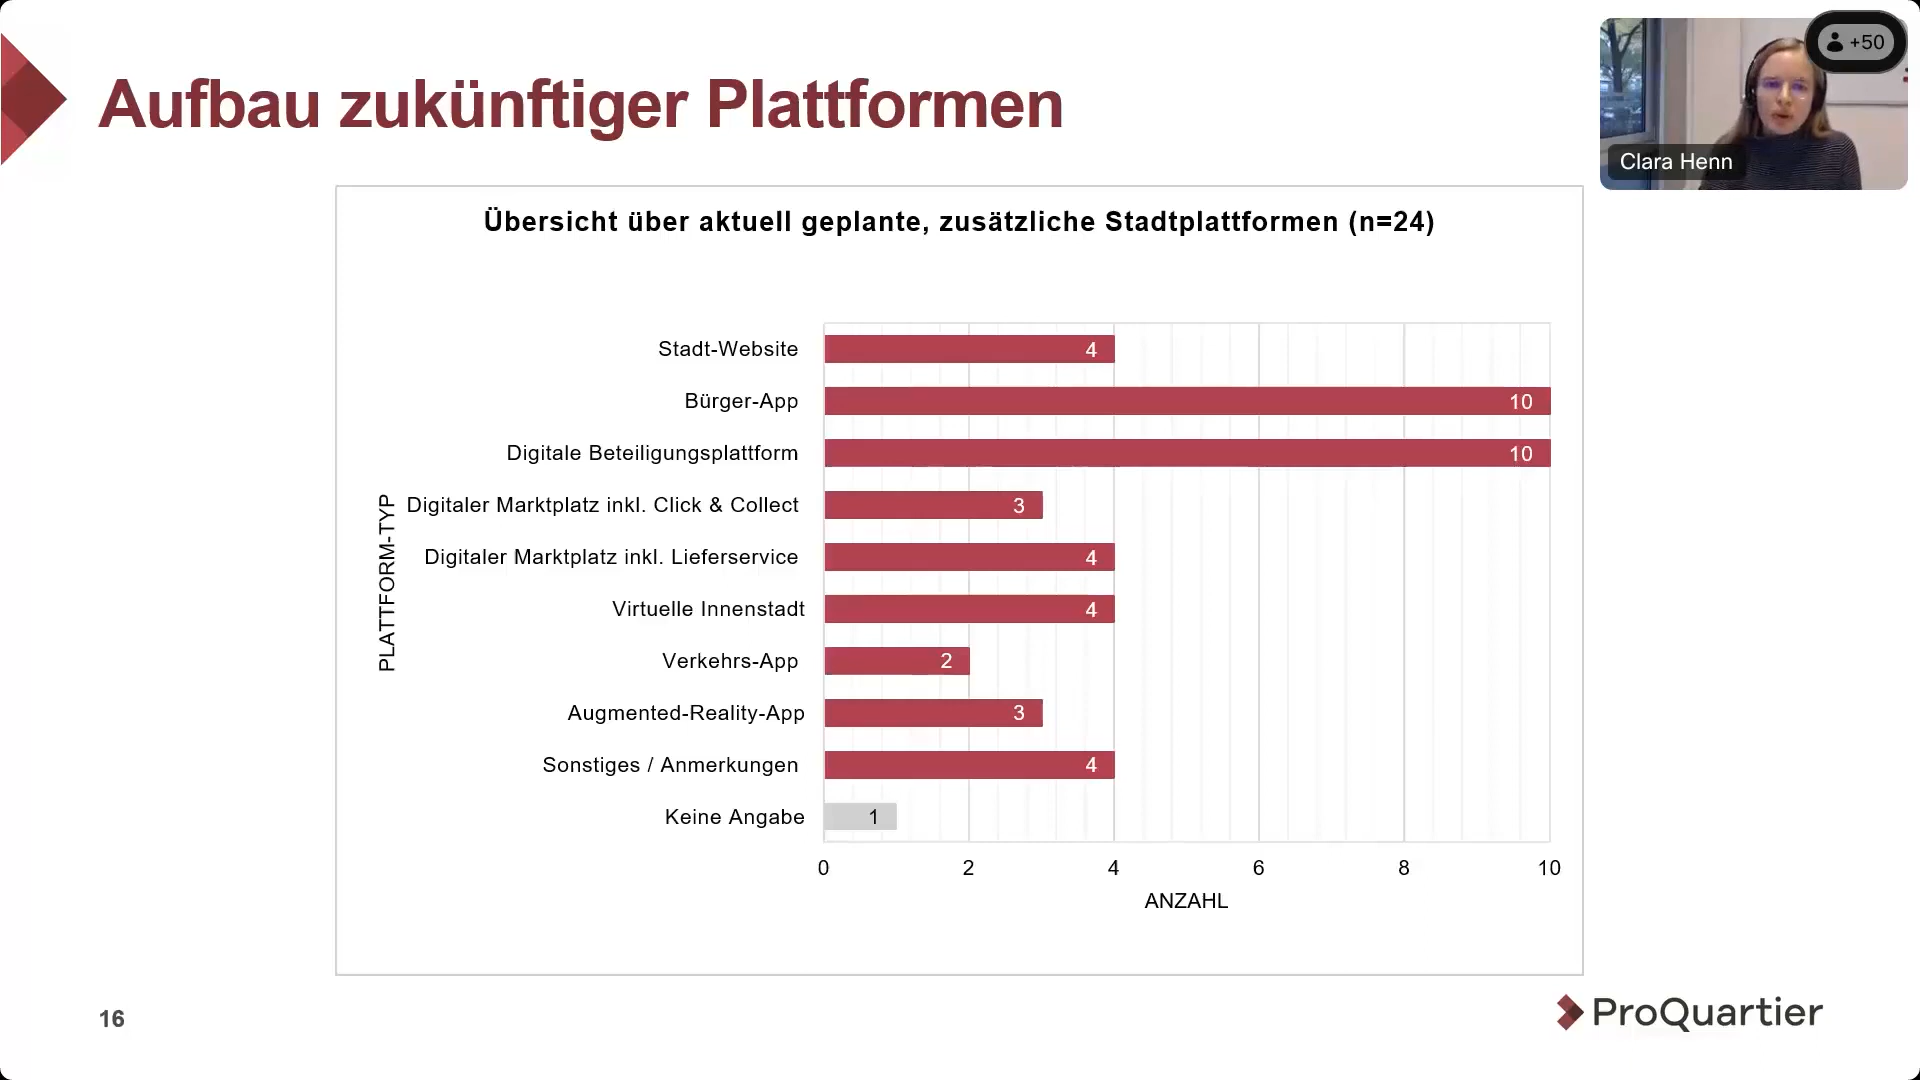 Aufbau zukünftiger Plattformen
+50
Clara Henn
Übersicht über aktuell geplante, zusätzliche Stadtplattformen (n=24)
PLATTFORM-TYP
Stadt-Website 4
Bürger-App 10
Digitale Beteiligungsplattform 10
Digitaler Marktplatz inkl. Click & Collect 3
Digitaler Marktplatz inkl. Lieferservice 4
Virtuelle Innenstadt 4
Verkehrs-App 2
Augmented-Reality-App 3
Sonstiges / Anmerkungen 4
Keine Angabe 1
0 2 4 6 8 10
ANZAHL
16
ProQuartier